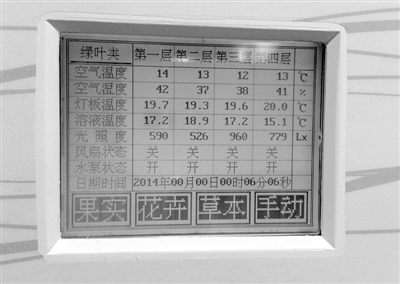 绿叶类 第一层 第二层 第三层 第四层
空气温度 14 13 12 13 ℃
空气温度 42 37 38 41 %
灯板温度 19.7 19.3 19.6 20.0 ℃
溶液温度 17.2 18.9 17.2 15.1 ℃
光照度 590 526 960 779 Lx
风扇状态 关 关 关 关
水泵状态 开 开 开 开
日期时间 2014年00月00日00时06分06秒
果实 花卉 草本 手动